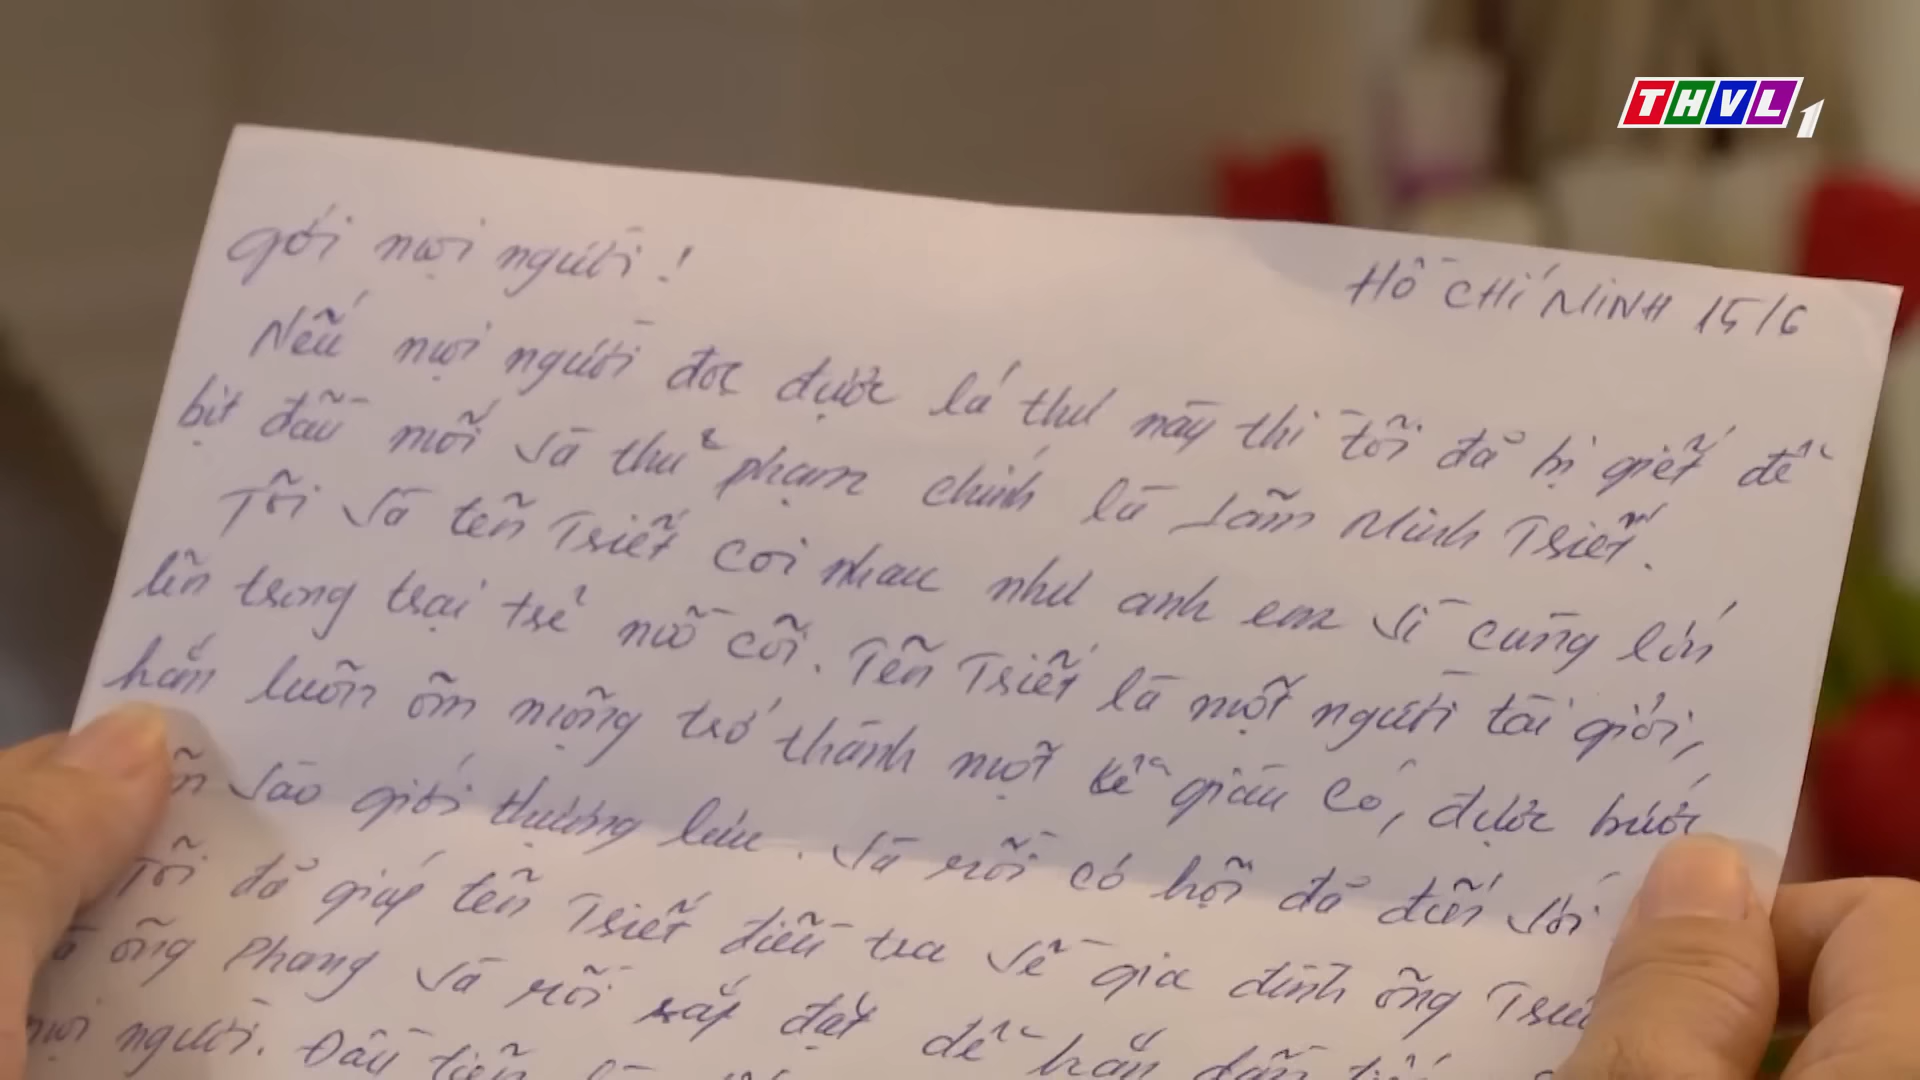 THVL1
Hồ CHÍ MINH 15/6
gởi mọi người!
Nếu mọi người đọc được lá thư này thì tôi đã bị giết để
bịt đầu mối và thủ phạm chính là Lâm Minh Triết.
Tôi và tên Triết coi nhau như anh em vì cùng lớn
lên trong trại trẻ mồ côi. Tên Triết là một người tài giỏi,
hắn luôn ôm mộng trở thành một kẻ giàu có, được bước
vào giới thượng lưu. Và rồi cơ hội đã đến với
Tôi đã giúp tên Triết điều tra về gia đình ông
ông Phang và rồi sắp đặt để hắn dần
mọi người. Đầu tiên